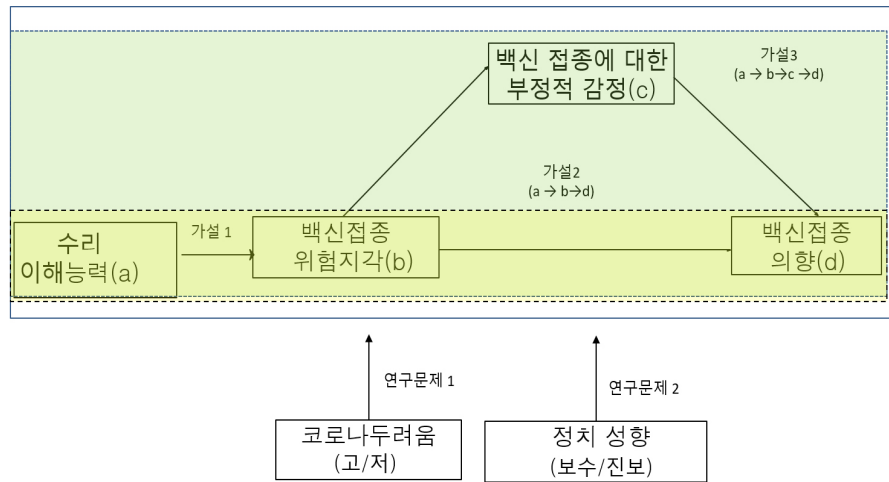 백신 접종에 대한
부정적 감정(c)
가설3
(a → b→c →d)
가설2
(a → b→d)
수리
이해능력(a)
가설 1
백신접종
위험지각(b)
백신접종
의향(d)
연구문제 1
연구문제 2
코로나두려움
(고/저)
정치 성향
(보수/진보)